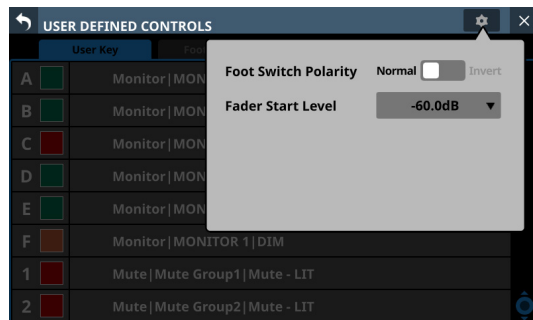 USER DEFINED CONTROLS
User Key Foot
Foot Switch Polarity Normal Invert
Fader Start Level -60.0dB
A Monitor|MON
B Monitor|MON
C Monitor|MON
D Monitor|MON
E Monitor|MON
F Monitor|MONITOR 1|DIM
1 Mute|Mute Group1|Mute - LIT
2 Mute|Mute Group2|Mute - LIT